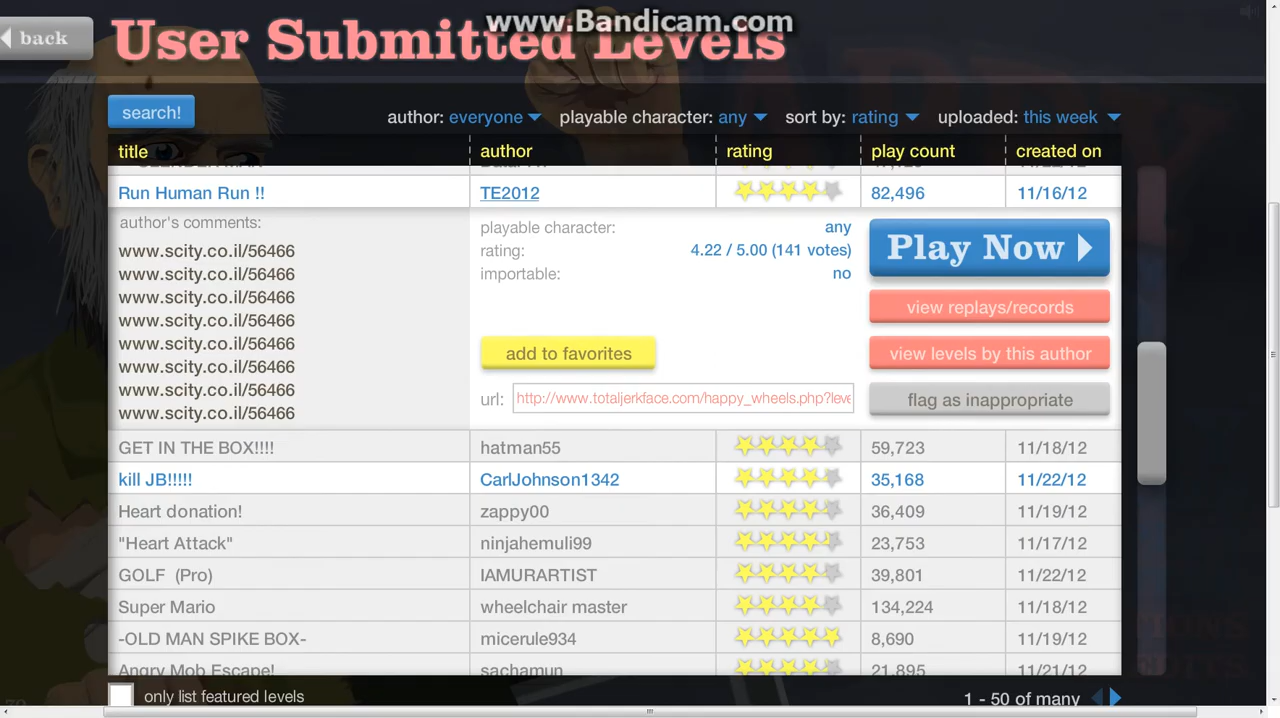 www.Bandicam.com
back
User Submitted Levels
search!
author: everyone playable character: any sort by: rating uploaded: this week
title author rating play count created on
Run Human Run !! TE2012 82,496 11/16/12
author's comments:
www.scity.co.il/56466
www.scity.co.il/56466
www.scity.co.il/56466
www.scity.co.il/56466
www.scity.co.il/56466
www.scity.co.il/56466
www.scity.co.il/56466
www.scity.co.il/56466
playable character: any
rating: 4.22 / 5.00 (141 votes)
importable: no
add to favorites
url: http://www.totaljerkface.com/happy_wheels.php?leve
Play Now
view replays/records
view levels by this author
flag as inappropriate
GET IN THE BOX!!!! hatman55 59,723 11/18/12
kill JB!!!!! CarlJohnson1342 35,168 11/22/12
Heart donation! zappy00 36,409 11/19/12
"Heart Attack" ninjahemuli99 23,753 11/17/12
GOLF (Pro) IAMURARTIST 39,801 11/22/12
Super Mario wheelchair master 134,224 11/18/12
-OLD MAN SPIKE BOX- micerule934 8,690 11/19/12
Angry Mob Escape! sachamun 21,895 11/21/12
only list featured levels
1 - 50 of many